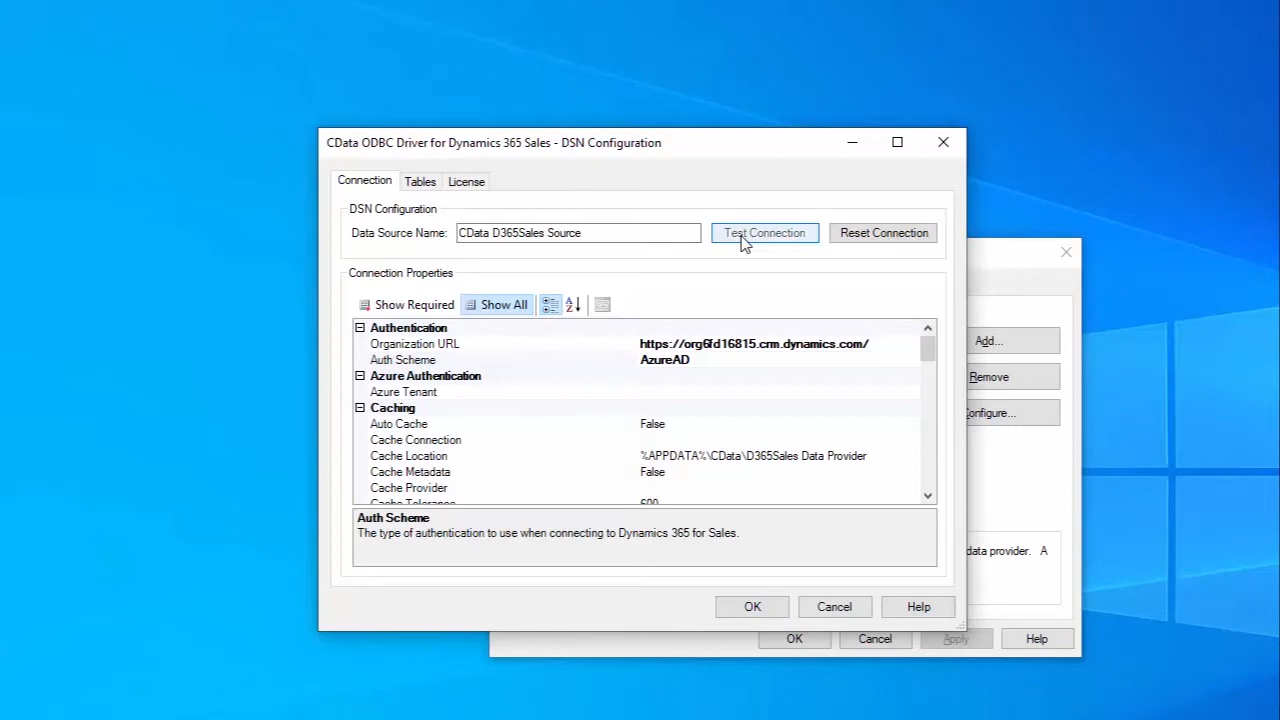 CData ODBC Driver for Dynamics 365 Sales - DSN Configuration
Connection Tables License
DSN Configuration
Data Source Name: CData D365Sales Source Test Connection Reset Connection
Connection Properties
Show Required Show All
Authentication
Organization URL https://org6fd16815.crm.dynamics.com/
Auth Scheme AzureAD
Azure Authentication
Azure Tenant
Caching
Auto Cache False
Cache Connection
Cache Location %APPDATA%\CData\D365Sales Data Provider
Cache Metadata False
Cache Provider
Cache Tolerance 600
Auth Scheme
The type of authentication to use when connecting to Dynamics 365 for Sales.
OK Cancel Help
Add...
Remove
Configure...
data provider. A
OK Cancel Apply Help